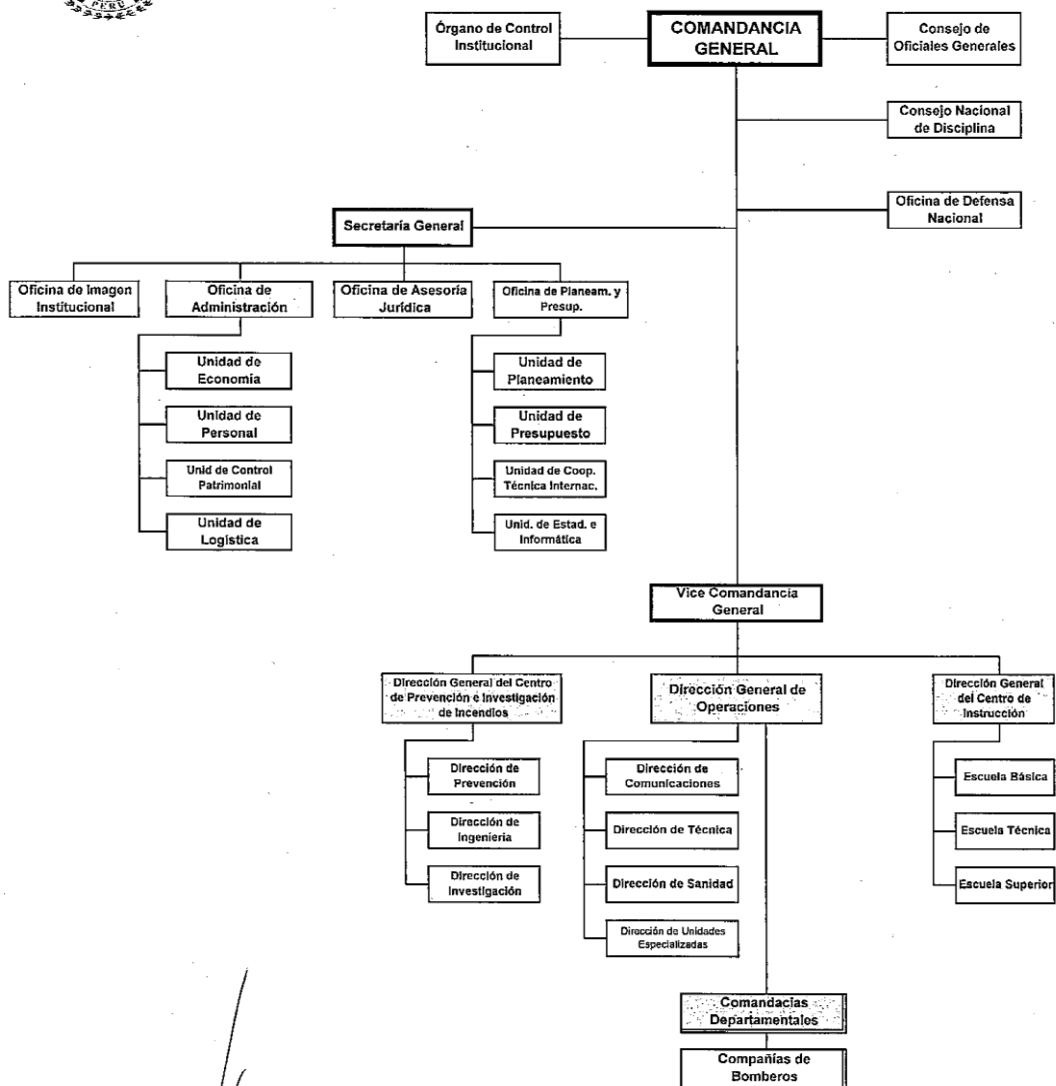 PERÚ
Órgano de Control
Institucional
COMANDANCIA
GENERAL
Consejo de
Oficiales Generales
Consejo Nacional
de Disciplina
Oficina de Defensa
Nacional
Secretaría General
Oficina de Imagen
Institucional
Oficina de
Administración
Oficina de Asesoría
Jurídica
Oficina de Planeam. y
Presup.
Unidad de
Economía
Unidad de
Personal
Unid de Control
Patrimonial
Unidad de
Logística
Unidad de
Planeamiento
Unidad de
Presupuesto
Unidad de Coop.
Técnica Internac.
Unid. de Estad. e
Informática
Vice Comandancia
General
Dirección General del Centro
de Prevención e Investigación
de Incendios
Dirección General de
Operaciones
Dirección General
del Centro de
Instrucción
Dirección de
Prevención
Dirección de
Ingeniería
Dirección de
Investigación
Dirección de
Comunicaciones
Dirección de Técnica
Dirección de Sanidad
Dirección de Unidades
Especializadas
Escuela Básica
Escuela Técnica
Escuela Superior
Comandacias
Departamentales
Compañías de
Bomberos